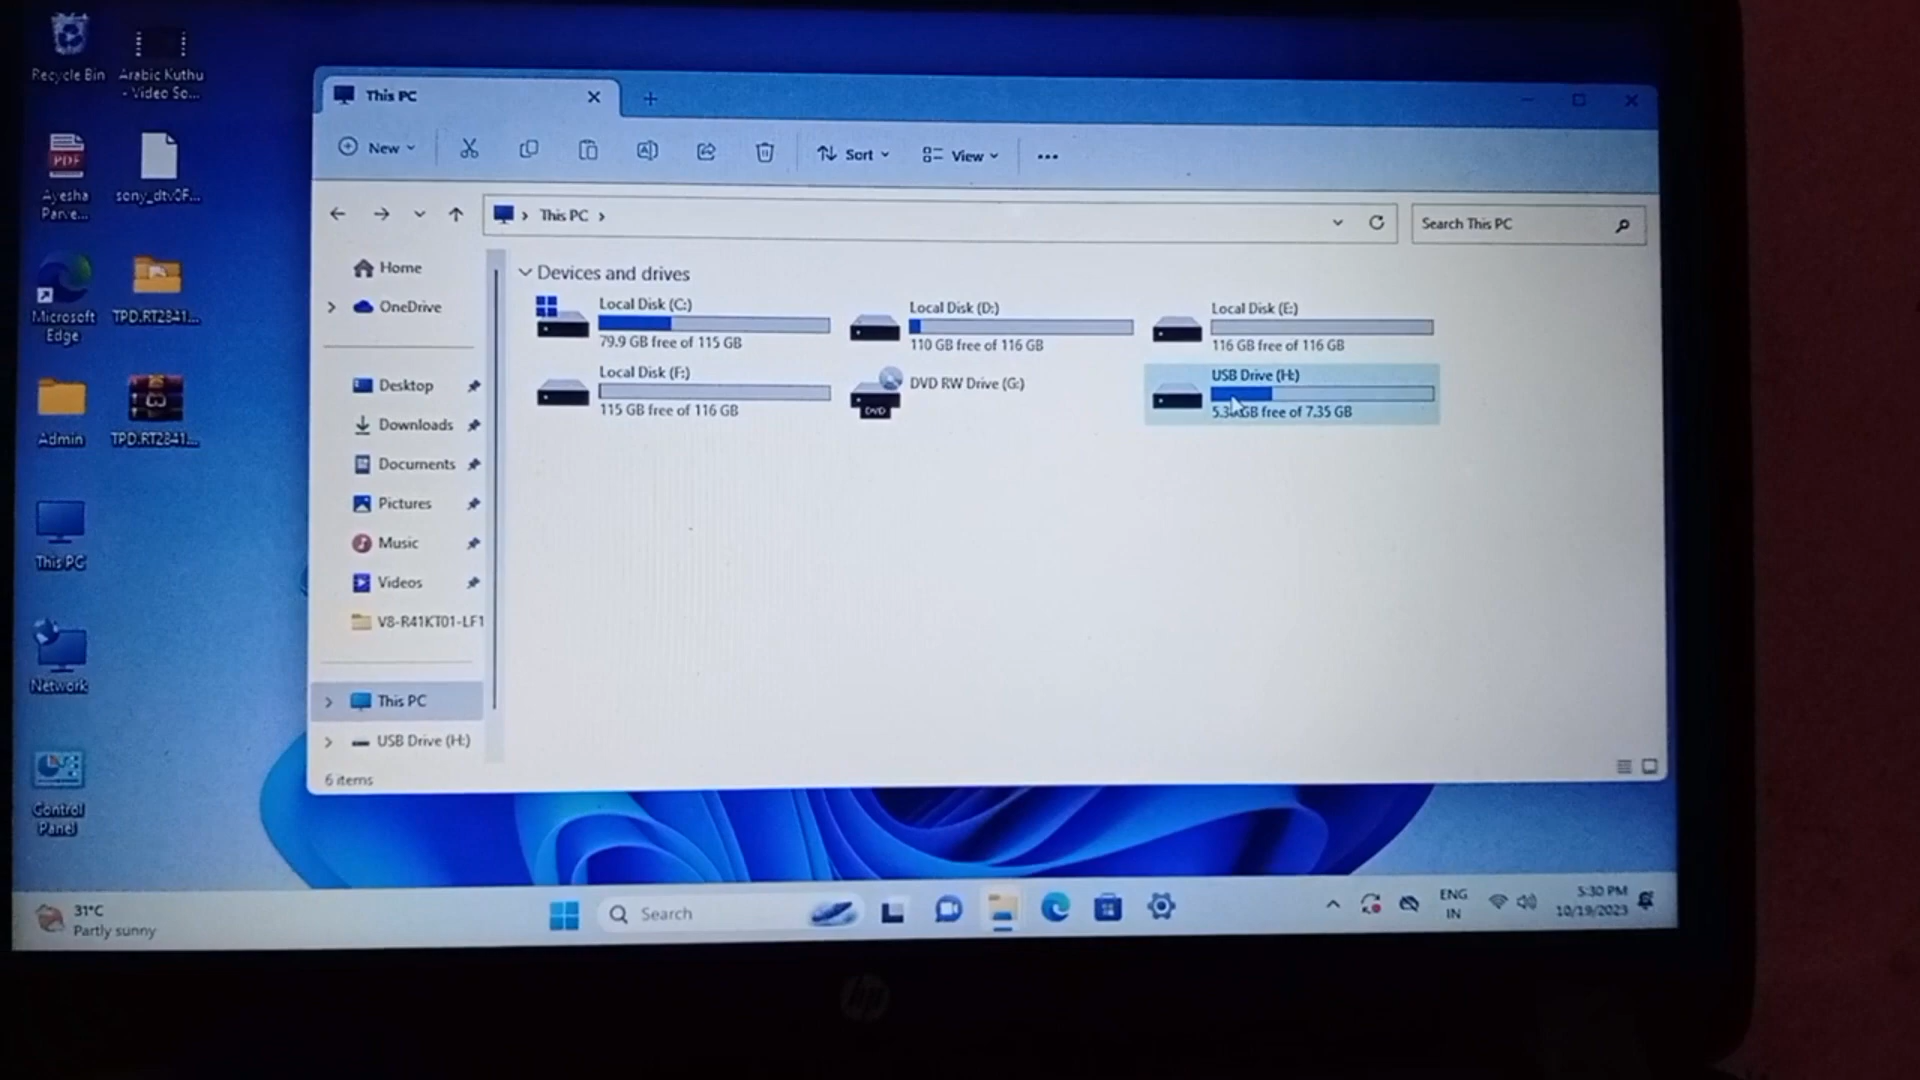 Recycle Bin
Arabic Kuthu
- Video So...
PDF
Ayesha
Parve...
sony_dtv0F...
Microsoft
Edge
TPD.RT2841...
Admin
TPD.RT2841...
This PC
Network
Control
Panel
This PC
New
Sort
View
This PC
Search This PC
Home
OneDrive
Desktop
Downloads
Documents
Pictures
Music
Videos
V8-R41KT01-LF1
This PC
USB Drive (H:)
6 items
Devices and drives
Local Disk (C:)
79.9 GB free of 115 GB
Local Disk (D:)
110 GB free of 116 GB
Local Disk (E:)
116 GB free of 116 GB
Local Disk (F:)
115 GB free of 116 GB
DVD RW Drive (G:)
DVD
USB Drive (H:)
GB free of 7.35 GB
31°C
Partly sunny
Search
ENG
IN
5:30 PM
10/19/2023
hp